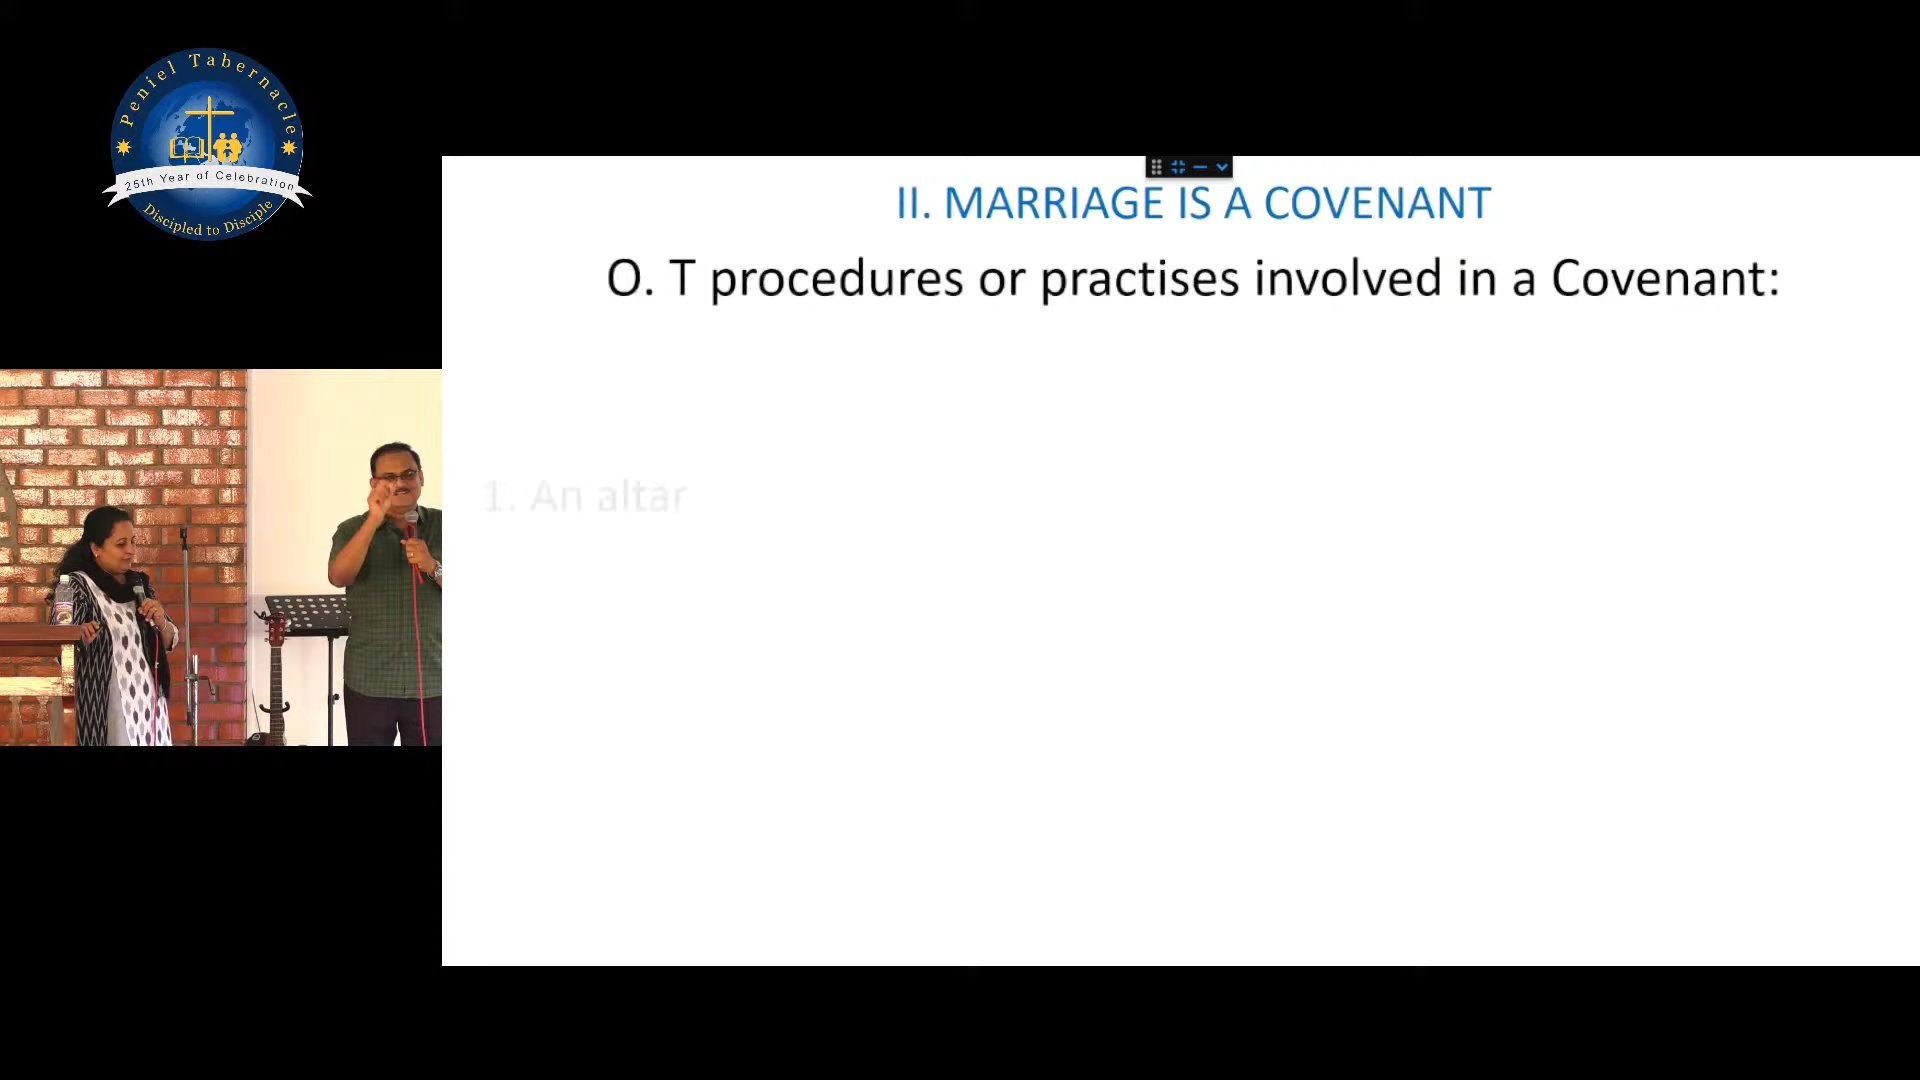 Peniel Tabernacle
25th Year of Celebration
Discipled to Disciple
II. MARRIAGE IS A COVENANT
O. T procedures or practises involved in a Covenant:
1. An altar